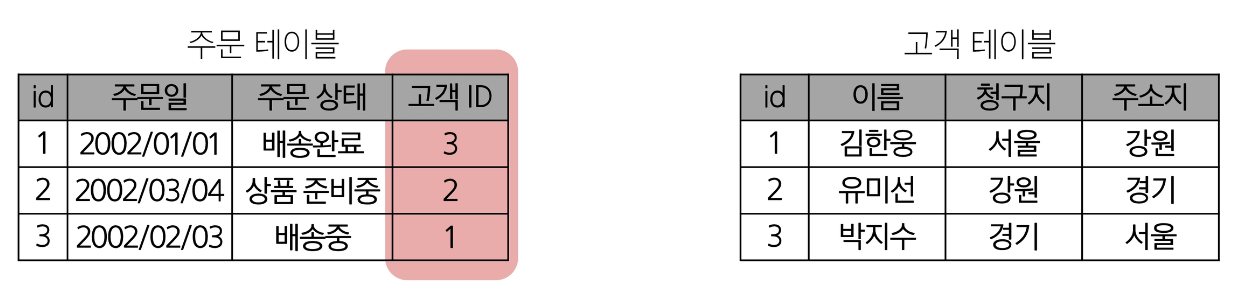 주문 테이블
id 주문일 주문 상태 고객 ID
1 2002/01/01 배송완료 3
2 2002/03/04 상품 준비중 2
3 2002/02/03 배송중 1
고객 테이블
id 이름 청구지 주소지
1 김한웅 서울 강원
2 유미선 강원 경기
3 박지수 경기 서울